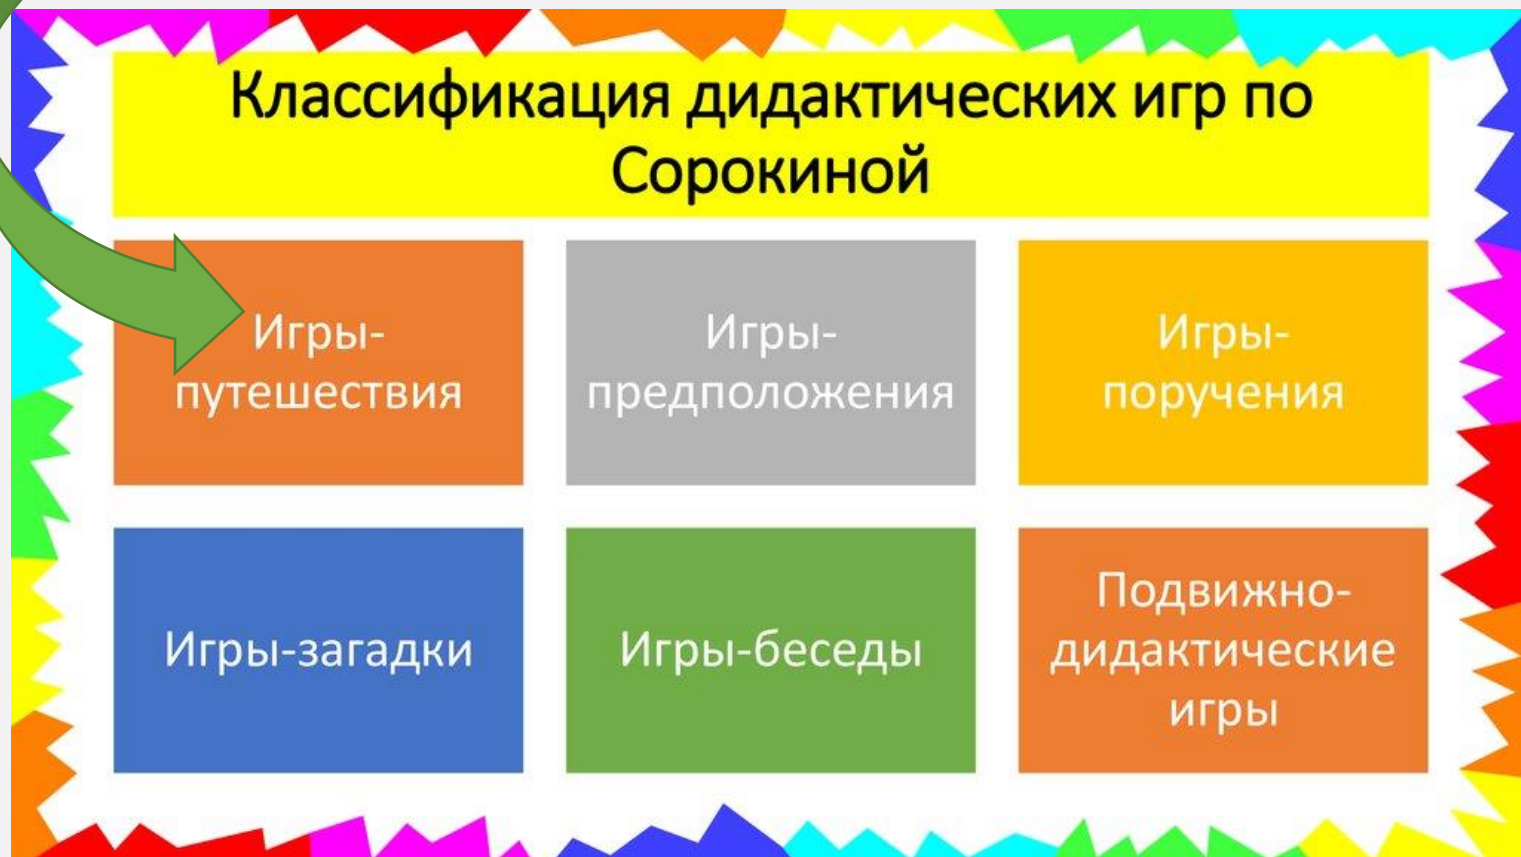 Классификация дидактических игр по
Сорокиной
Игры-
путешествия
Игры-
предположения
Игры-
поручения
Игры-загадки
Игры-беседы
Подвижно-
дидактические
игры